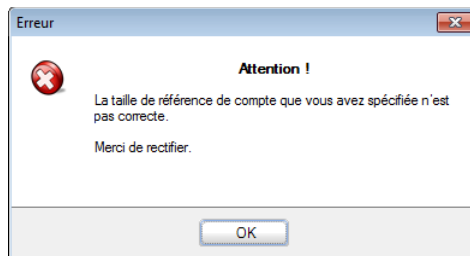 Erreur
Attention !
La taille de référence de compte que vous avez spécifiée n'est
pas correcte.
Merci de rectifier.
OK